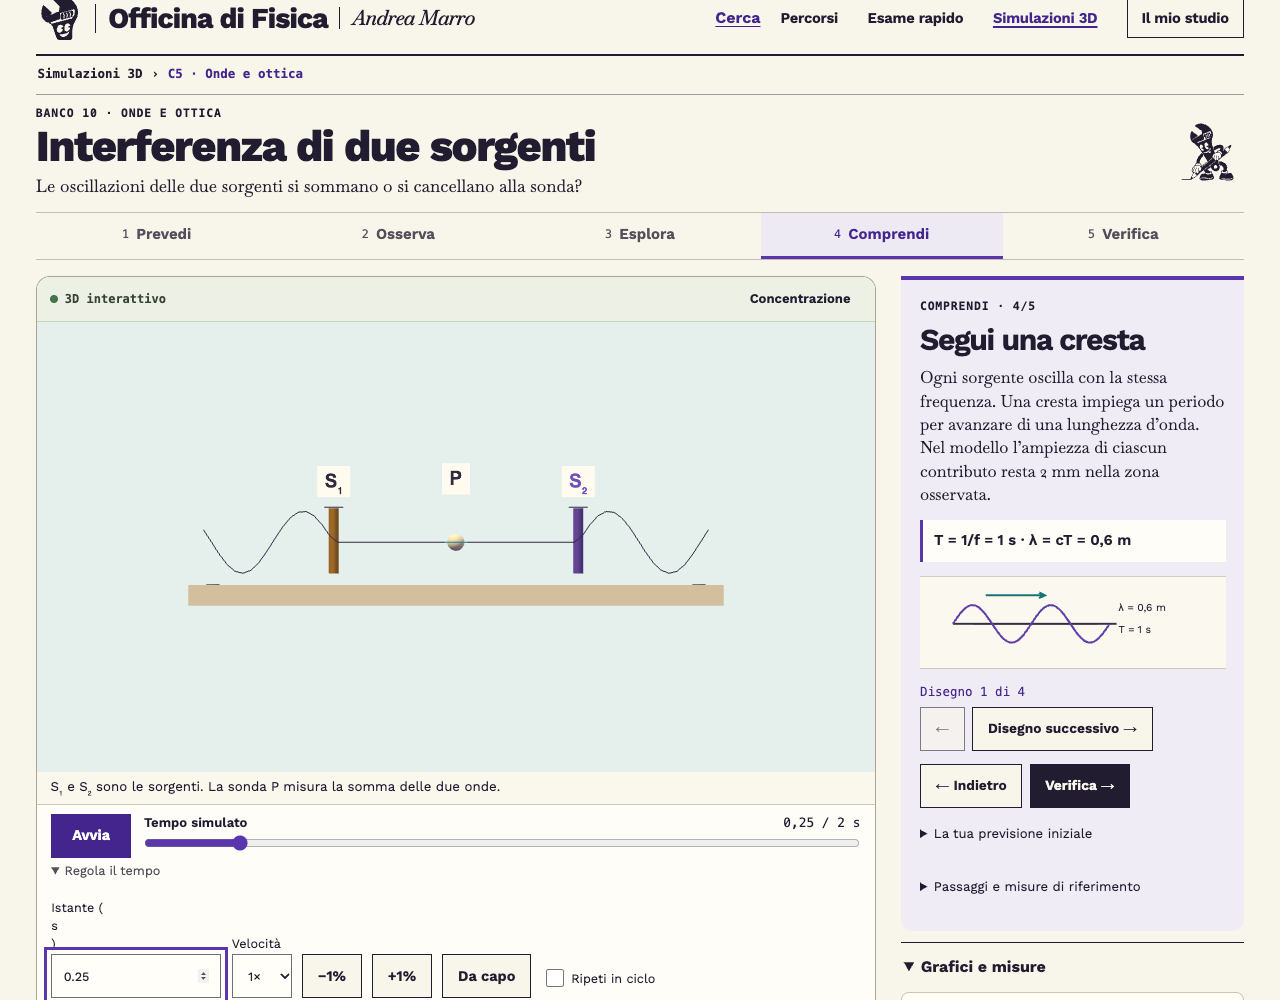 Officina di Fisica
Andrea Marro
Cerca
Percorsi
Esame rapido
Simulazioni 3D
Il mio studio
Simulazioni 3D › C5 · Onde e ottica
BANCO 10 · ONDE E OTTICA
Interferenza di due sorgenti
Le oscillazioni delle due sorgenti si sommano o si cancellano alla sonda?
1 Prevedi
2 Osserva
3 Esplora
4 Comprendi
5 Verifica
3D interattivo
Concentrazione
S₁
P
S₂
S₁ e S₂ sono le sorgenti. La sonda P misura la somma delle due onde.
Avvia
Tempo simulato
0,25 / 2 s
▼ Regola il tempo
Istante (
s
)
Velocità
0.25
1×
−1%
+1%
Da capo
Ripeti in ciclo
COMPRENDI · 4/5
Segui una cresta
Ogni sorgente oscilla con la stessa
frequenza. Una cresta impiega un periodo
per avanzare di una lunghezza d’onda.
Nel modello l’ampiezza di ciascun
contributo resta 2 mm nella zona
osservata.
T = 1/f = 1 s · λ = cT = 0,6 m
λ = 0,6 m
T = 1 s
Disegno 1 di 4
←
Disegno successivo →
← Indietro
Verifica →
▶ La tua previsione iniziale
▶ Passaggi e misure di riferimento
▼ Grafici e misure